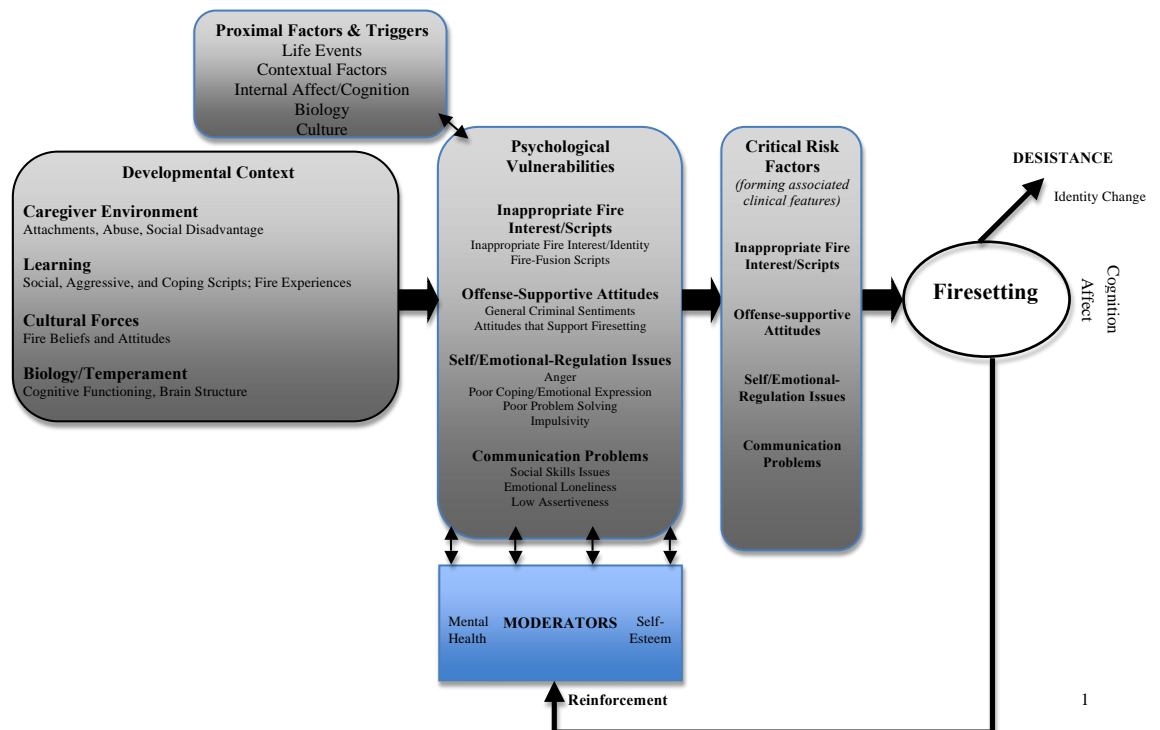 Proximal Factors & Triggers
Life Events
Contextual Factors
Internal Affect/Cognition
Biology
Culture
Developmental Context
Caregiver Environment
Attachments, Abuse, Social Disadvantage
Learning
Social, Aggressive, and Coping Scripts; Fire Experiences
Cultural Forces
Fire Beliefs and Attitudes
Biology/Temperament
Cognitive Functioning, Brain Structure
Psychological
Vulnerabilities
Inappropriate Fire
Interest/Scripts
Inappropriate Fire Interest/Identity
Fire-Fusion Scripts
Offense-Supportive Attitudes
General Criminal Sentiments
Attitudes that Support Firesetting
Self/Emotional-Regulation Issues
Anger
Poor Coping/Emotional Expression
Poor Problem Solving
Impulsivity
Communication Problems
Social Skills Issues
Emotional Loneliness
Low Assertiveness
Critical Risk
Factors
(forming associated
clinical features)
Inappropriate Fire
Interest/Scripts
Offense-supportive
Attitudes
Self/Emotional-
Regulation Issues
Communication
Problems
DESISTANCE
Identity Change
Firesetting
Cognition
Affect
Mental
Health
MODERATORS
Self-
Esteem
Reinforcement
1